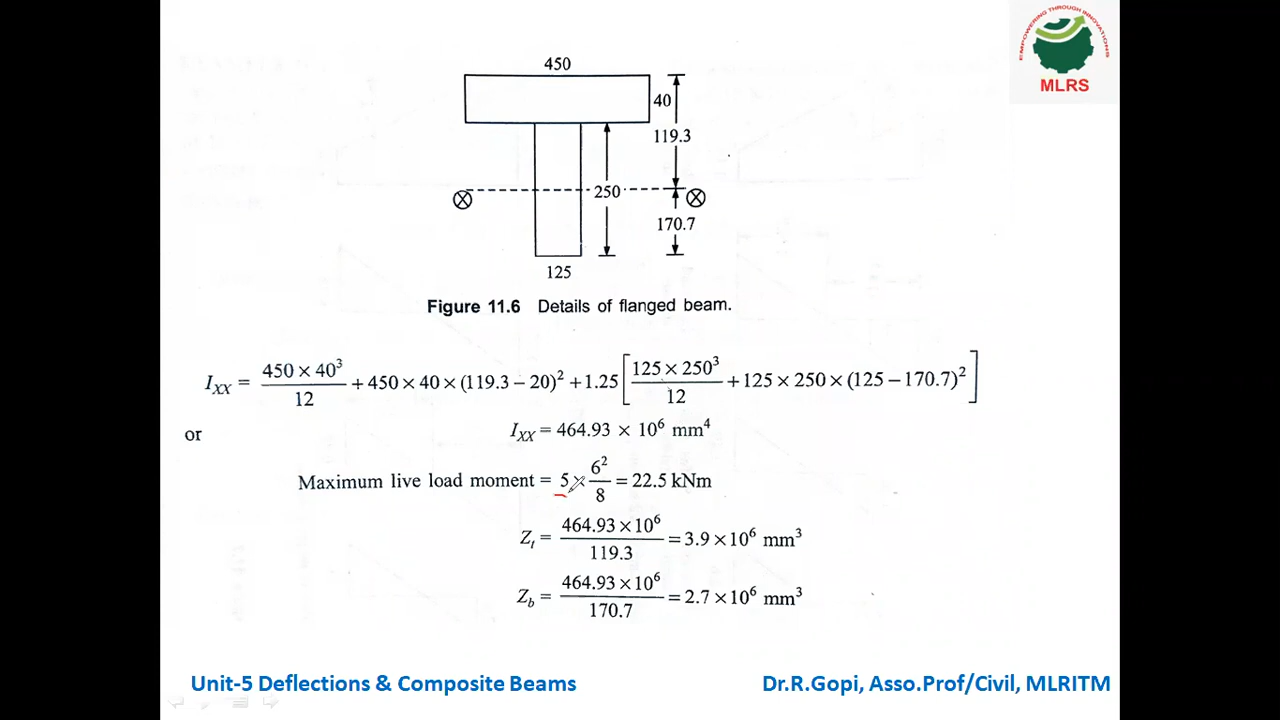 EMPOWERING THROUGH INNOVATIONS
MLRS
450
40
119.3
250
170.7
125
Figure 11.6 Details of flanged beam.
I_XX = 450 × 40³/12 + 450 × 40 × (119.3 − 20)² + 1.25 [125 × 250³/12 + 125 × 250 × (125 − 170.7)²]
or I_XX = 464.93 × 10⁶ mm⁴
Maximum live load moment = 5 × 6²/8 = 22.5 kNm
Z_t = 464.93 × 10⁶/119.3 = 3.9 × 10⁶ mm³
Z_b = 464.93 × 10⁶/170.7 = 2.7 × 10⁶ mm³
Unit-5 Deflections & Composite Beams Dr.R.Gopi, Asso.Prof/Civil, MLRITM